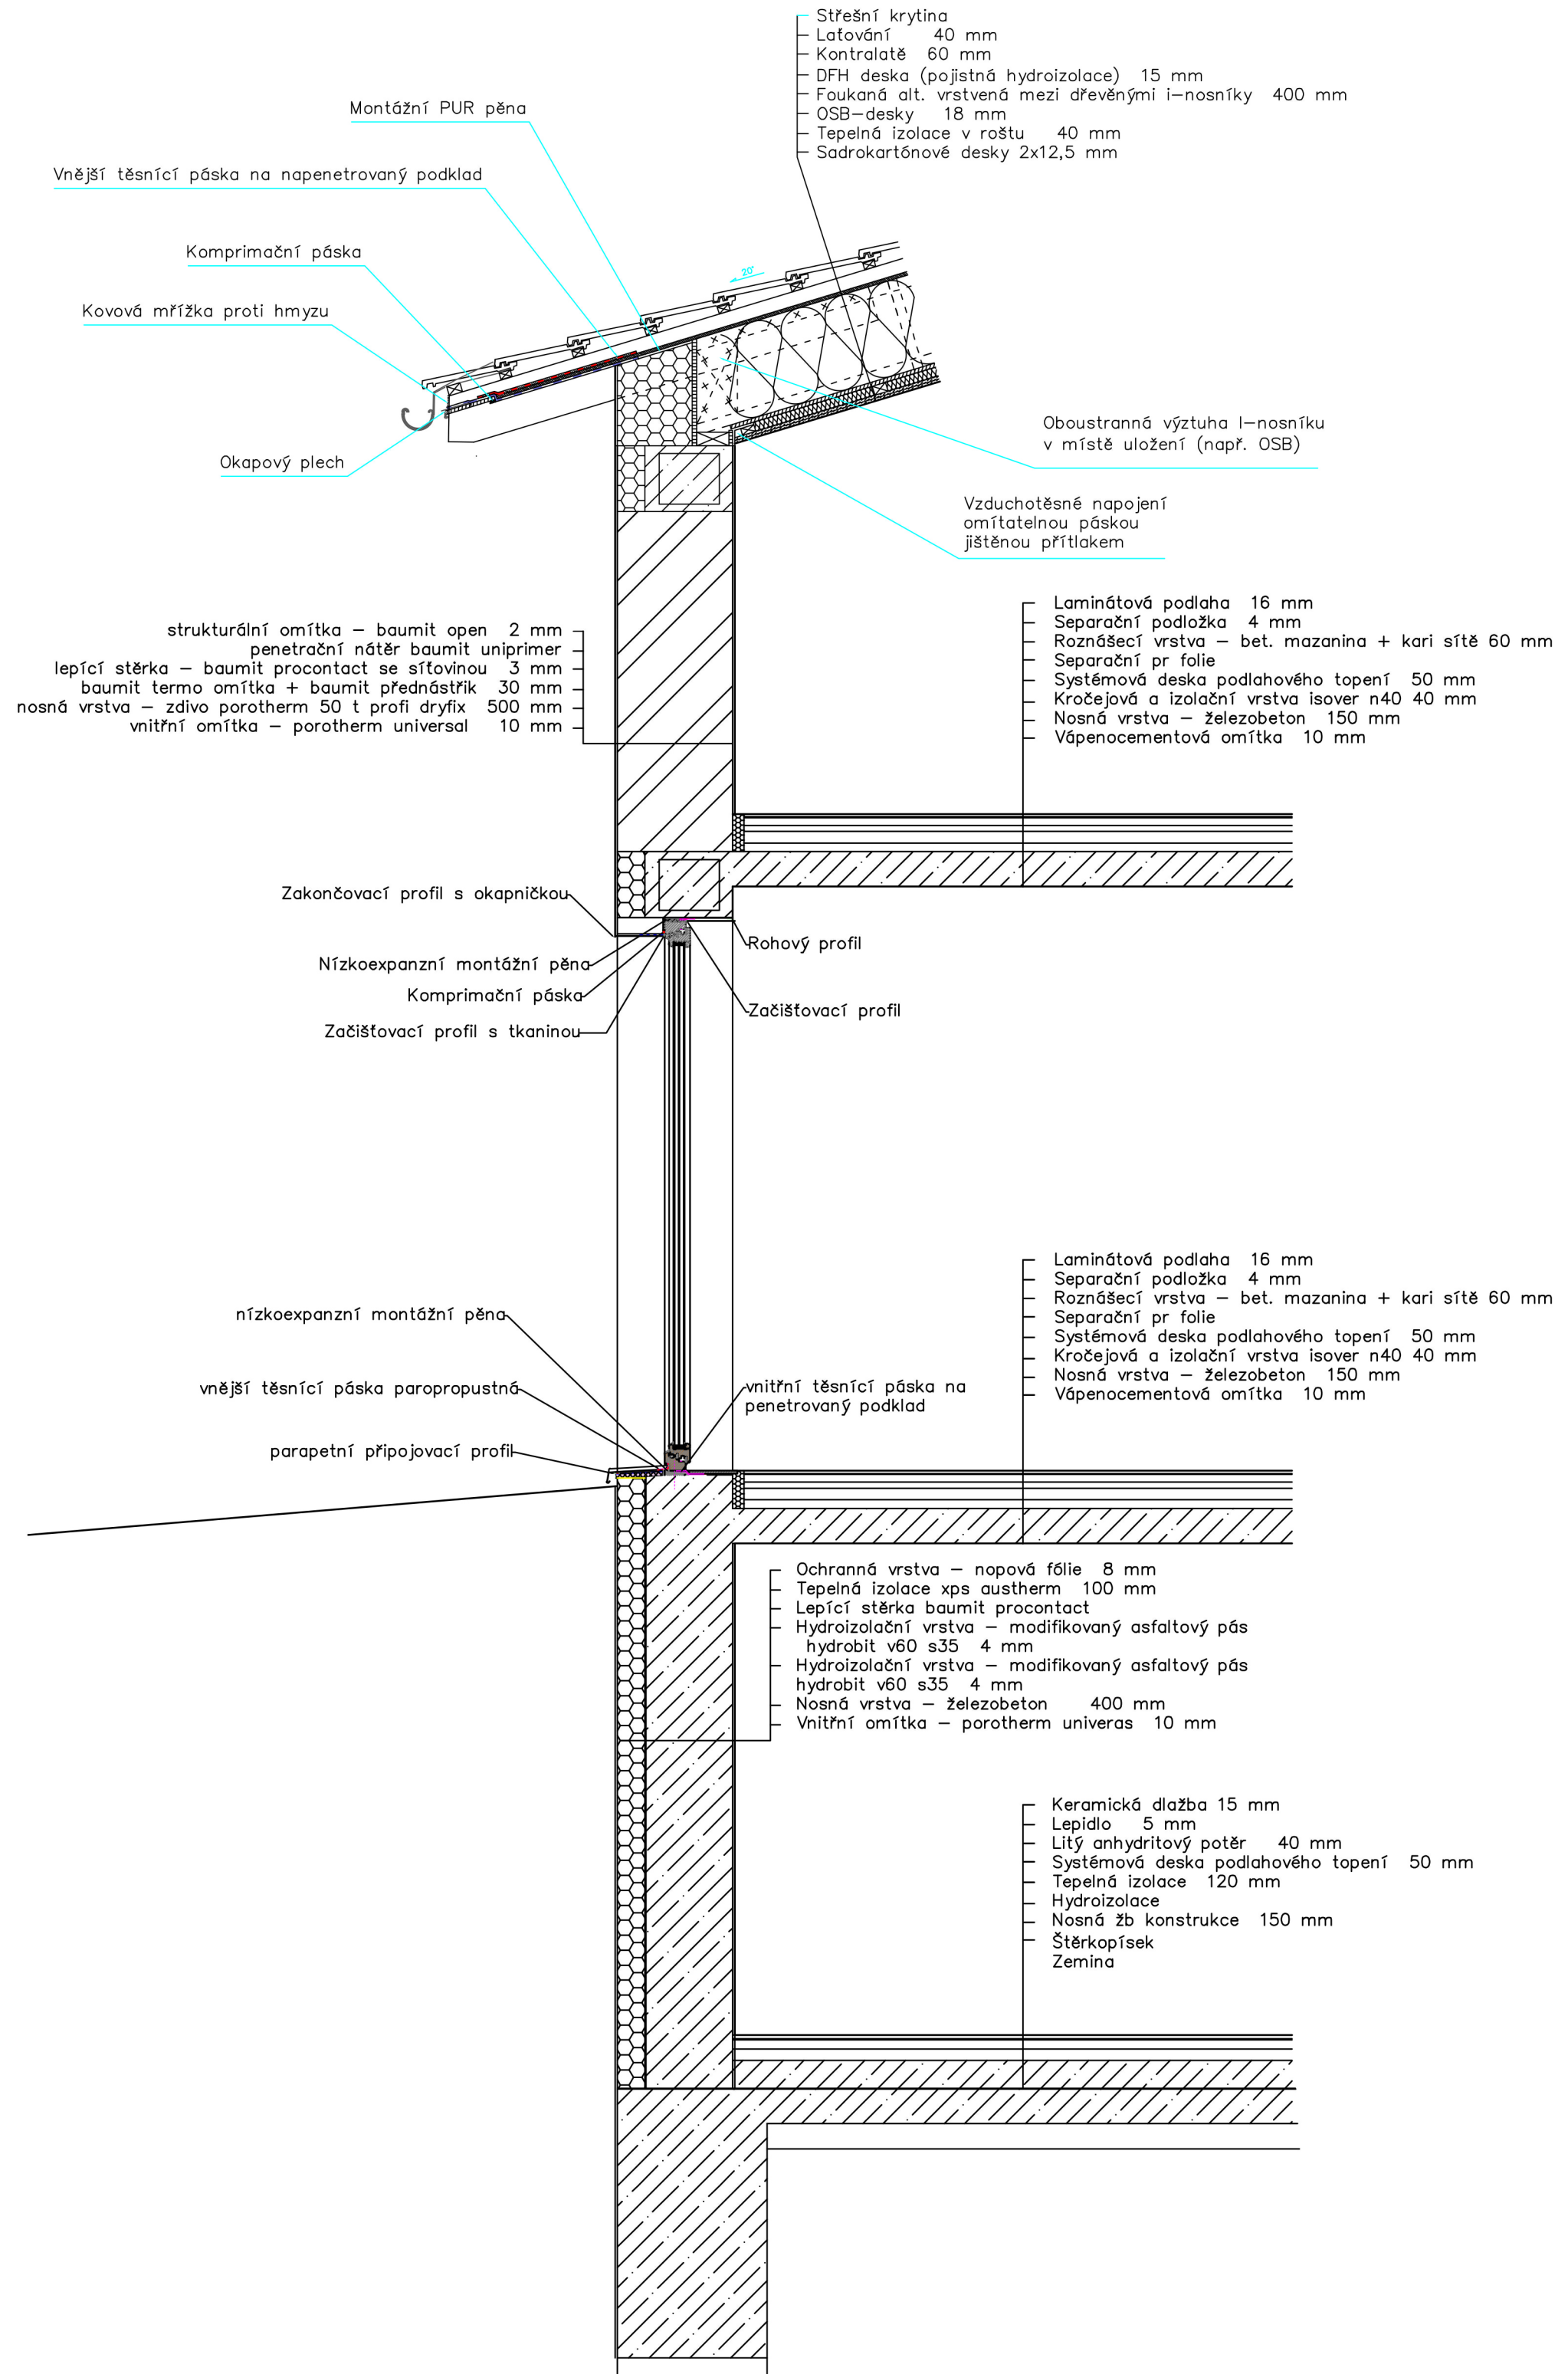 Střešní krytina
Laťování 40 mm
Kontralatě 60 mm
DFH deska (pojistná hydroizolace) 15 mm
Foukaná alt. vrstvená mezi dřevěnými i-nosníky 400 mm
OSB-desky 18 mm
Tepelná izolace v roštu 40 mm
Sadrokartónové desky 2x12,5 mm
Montážní PUR pěna
Vnější těsnící páska na napenetrovaný podklad
Komprimační páska
Kovová mřížka proti hmyzu
20°
Okapový plech
Oboustranná výztuha I-nosníku
v místě uložení (např. OSB)
Vzduchotěsné napojení
omítatelnou páskou
jištěnou přítlakem
strukturální omítka – baumit open 2 mm
penetrační nátěr baumit uniprimer
lepící stěrka – baumit procontact se síťovinou 3 mm
baumit termo omítka + baumit přednástřik 30 mm
nosná vrstva – zdivo porotherm 50 t profi dryfix 500 mm
vnitřní omítka – porotherm universal 10 mm
Laminátová podlaha 16 mm
Separační podložka 4 mm
Roznášecí vrstva – bet. mazanina + kari sítě 60 mm
Separační pr folie
Systémová deska podlahového topení 50 mm
Kročejová a izolační vrstva isover n40 40 mm
Nosná vrstva – železobeton 150 mm
Vápenocementová omítka 10 mm
Zakončovací profil s okapničkou
Nízkoexpanzní montážní pěna
Komprimační páska
Začišťovací profil s tkaninou
Rohový profil
Začišťovací profil
Laminátová podlaha 16 mm
Separační podložka 4 mm
Roznášecí vrstva – bet. mazanina + kari sítě 60 mm
Separační pr folie
Systémová deska podlahového topení 50 mm
Kročejová a izolační vrstva isover n40 40 mm
Nosná vrstva – železobeton 150 mm
Vápenocementová omítka 10 mm
nízkoexpanzní montážní pěna
vnější těsnící páska paropropustná
parapetní připojovací profil
vnitřní těsnící páska na
penetrovaný podklad
Ochranná vrstva – nopová fólie 8 mm
Tepelná izolace xps austherm 100 mm
Lepící stěrka baumit procontact
Hydroizolační vrstva – modifikovaný asfaltový pás
hydrobit v60 s35 4 mm
Hydroizolační vrstva – modifikovaný asfaltový pás
hydrobit v60 s35 4 mm
Nosná vrstva – železobeton 400 mm
Vnitřní omítka – porotherm univeras 10 mm
Keramická dlažba 15 mm
Lepidlo 5 mm
Litý anhydritový potěr 40 mm
Systémová deska podlahového topení 50 mm
Tepelná izolace 120 mm
Hydroizolace
Nosná žb konstrukce 150 mm
Štěrkopísek
Zemina